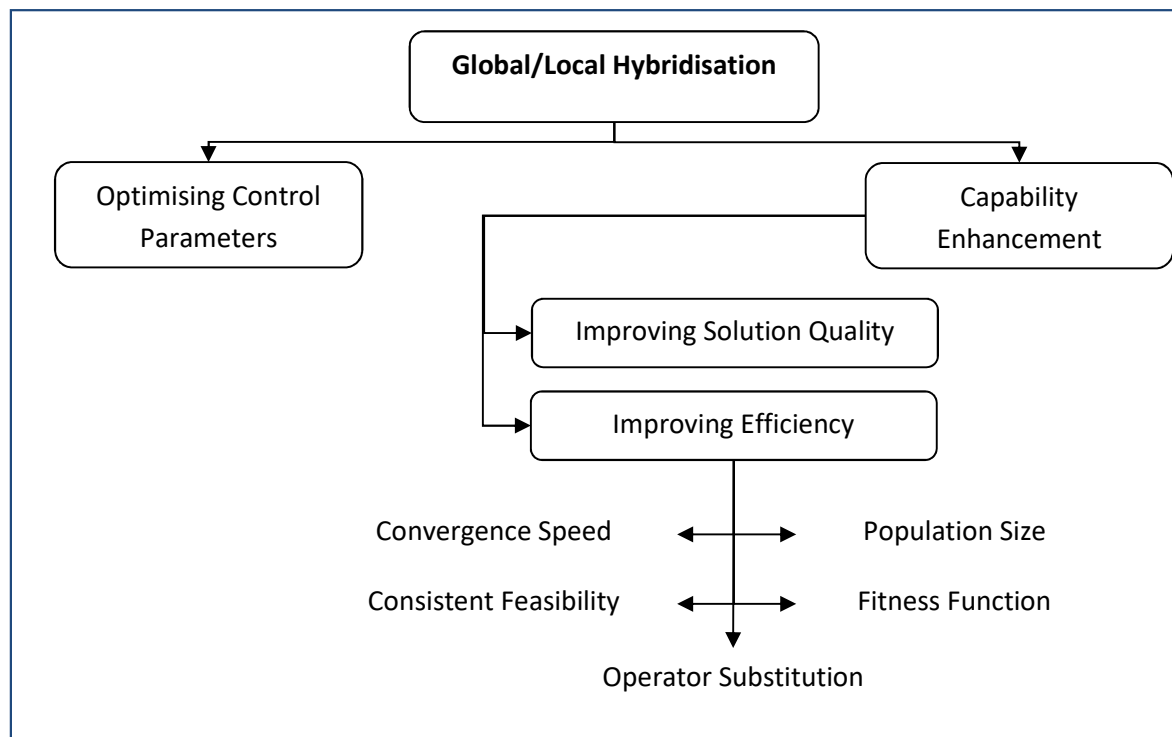 Global/Local Hybridisation
Optimising Control
Parameters
Capability
Enhancement
Improving Solution Quality
Improving Efficiency
Convergence Speed
Population Size
Consistent Feasibility
Fitness Function
Operator Substitution